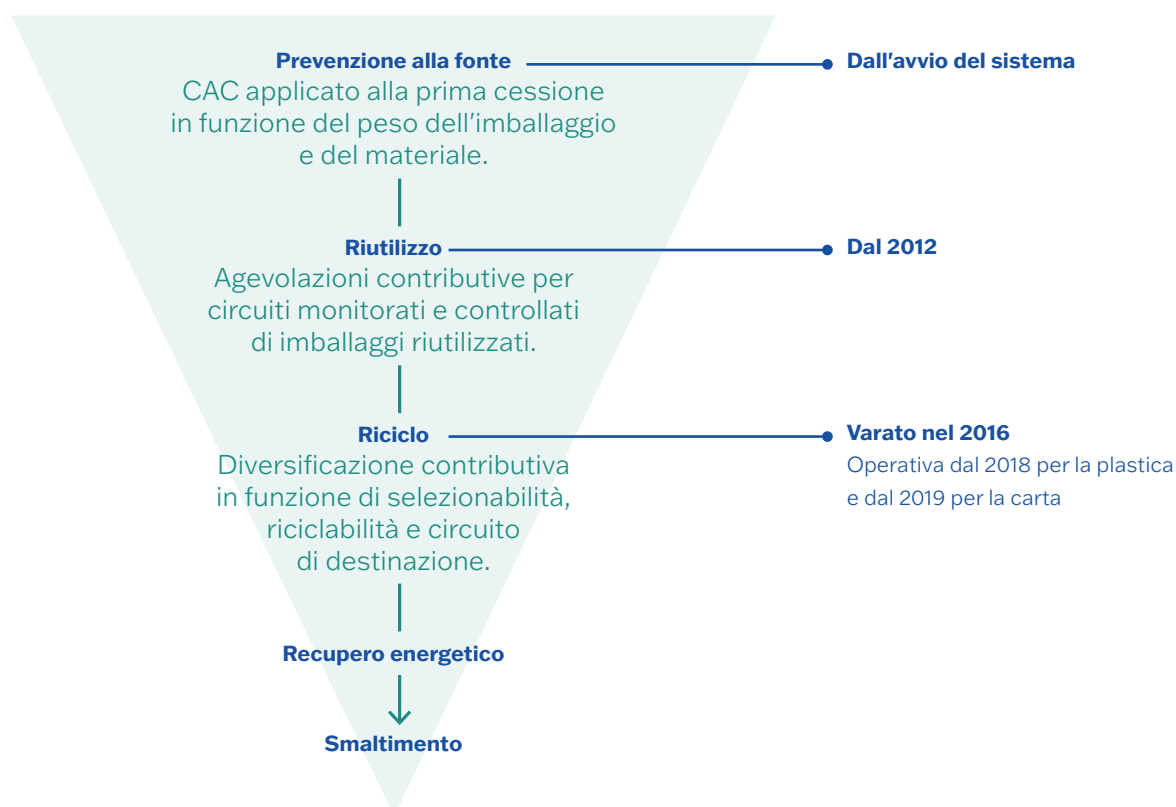 Prevenzione alla fonte
Dall'avvio del sistema
CAC applicato alla prima cessione
in funzione del peso dell'imballaggio
e del materiale.
Riutilizzo
Dal 2012
Agevolazioni contributive per
circuiti monitorati e controllati
di imballaggi riutilizzati.
Riciclo
Varato nel 2016
Operativa dal 2018 per la plastica
e dal 2019 per la carta
Diversificazione contributiva
in funzione di selezionabilità,
riciclabilità e circuito
di destinazione.
Recupero energetico
Smaltimento